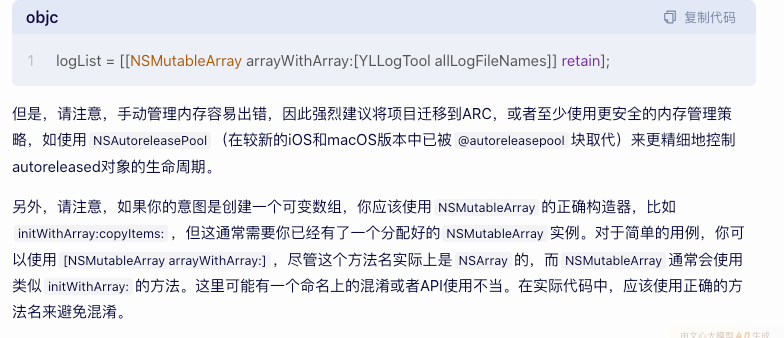 objc
复制代码
1 logList = [[NSMutableArray arrayWithArray:[YLLogTool allLogFileNames]] retain];
但是，请注意，手动管理内存容易出错，因此强烈建议将项目迁移到ARC，或者至少使用更安全的内存管理策
略，如使用 NSAutoreleasePool （在较新的iOS和macOS版本中已被 @autoreleasepool 块取代）来更精细地控制
autoreleased对象的生命周期。
另外，请注意，如果你的意图是创建一个可变数组，你应该使用 NSMutableArray 的正确构造器，比如
initWithArray:copyItems: ，但这通常需要你已经有了一个分配好的 NSMutableArray 实例。对于简单的用例，你可
以使用 [NSMutableArray arrayWithArray:] ，尽管这个方法名实际上是 NSArray 的，而 NSMutableArray 通常会使用
类似 initWithArray: 的方法。这里可能有一个命名上的混淆或者API使用不当。在实际代码中，应该使用正确的方
法名来避免混淆。